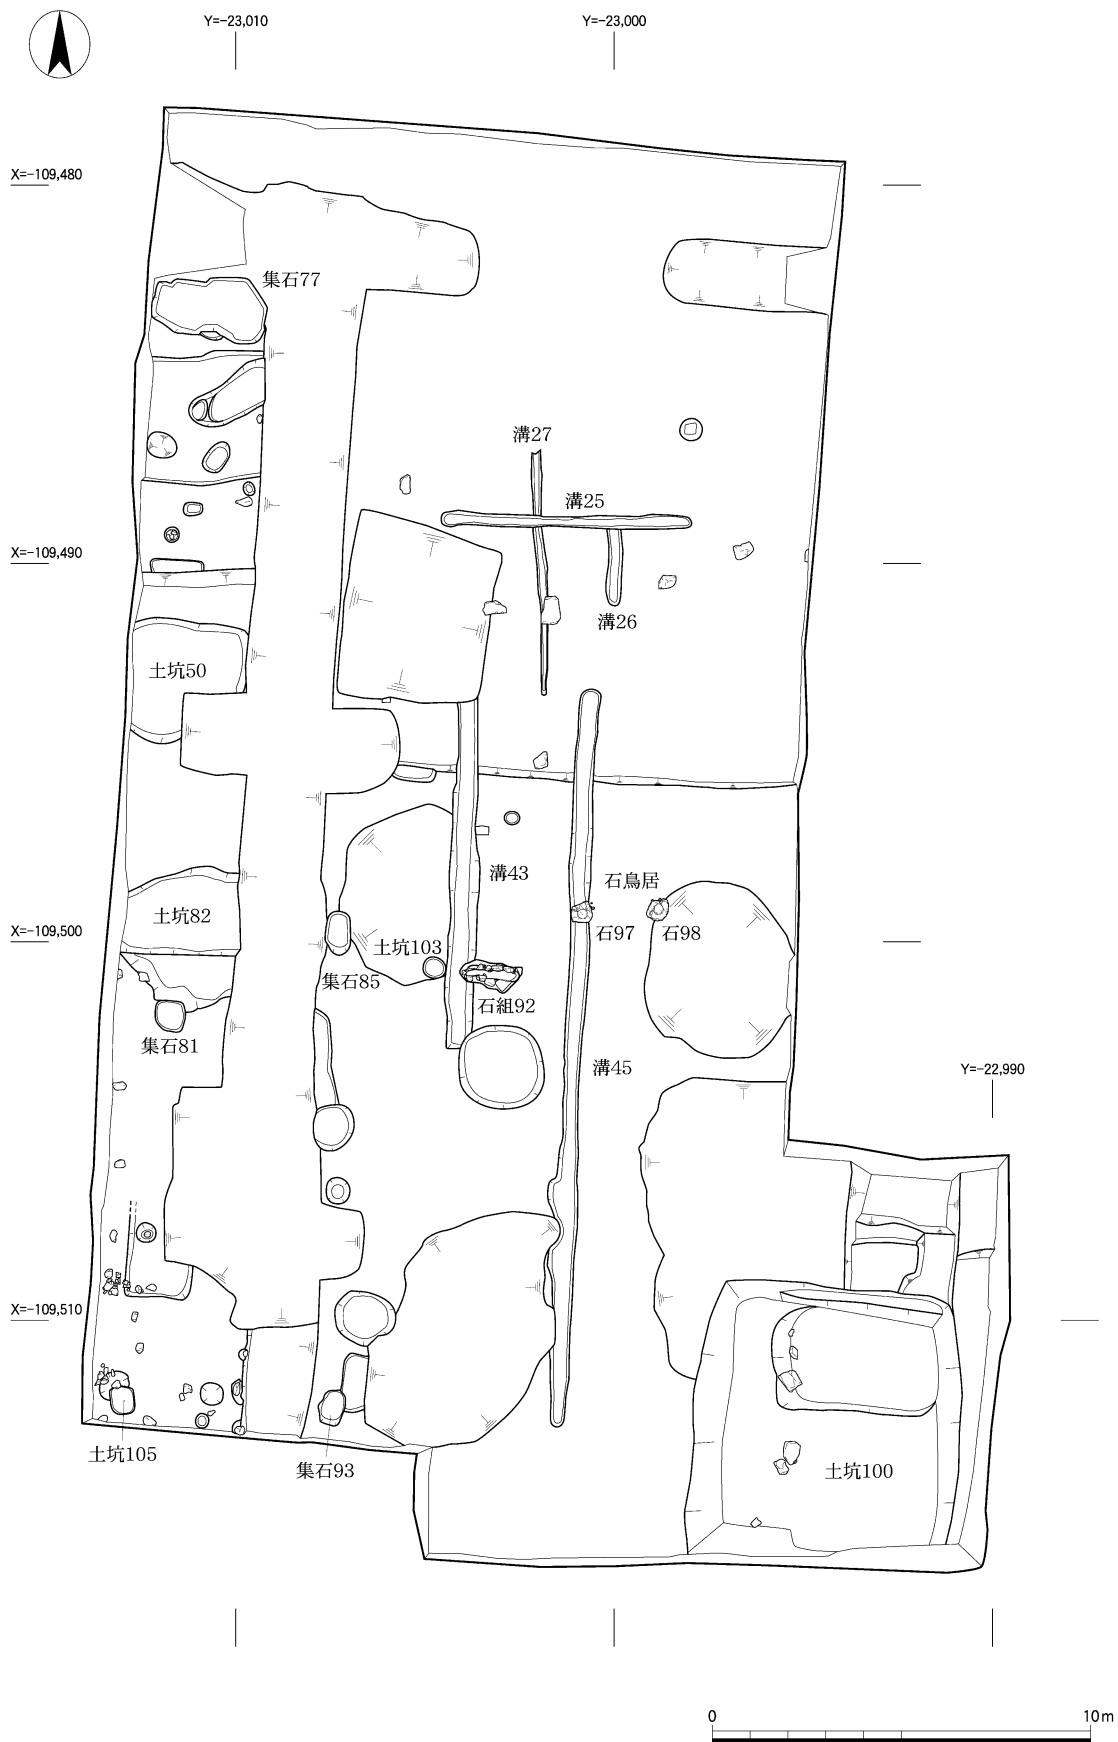 Y=-23,010
Y=-23,000
X=-109,480
集石77
溝27
溝25
X=-109,490
溝26
土坑50
溝43
石鳥居
土坑82
石97
石98
X=-109,500
土坑103
集石85
石組92
集石81
溝45
Y=-22,990
X=-109,510
土坑105
集石93
土坑100
0
10m